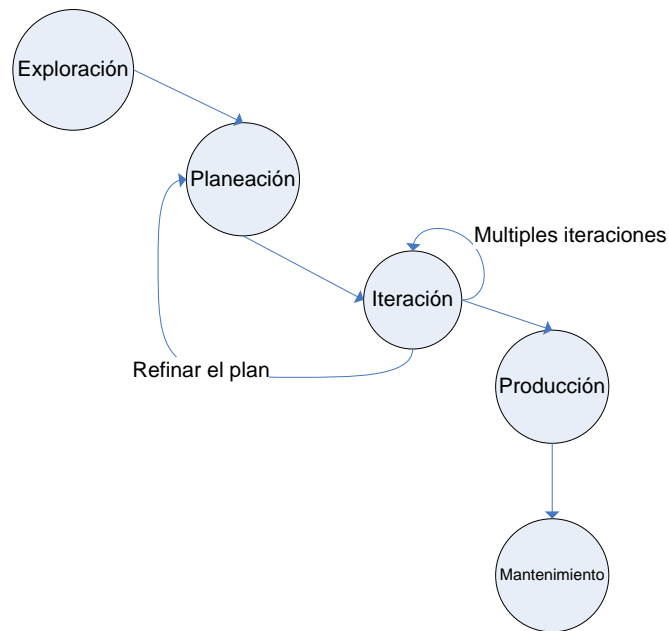 Exploración
Planeación
Multiples iteraciones
Iteración
Refinar el plan
Producción
Mantenimiento